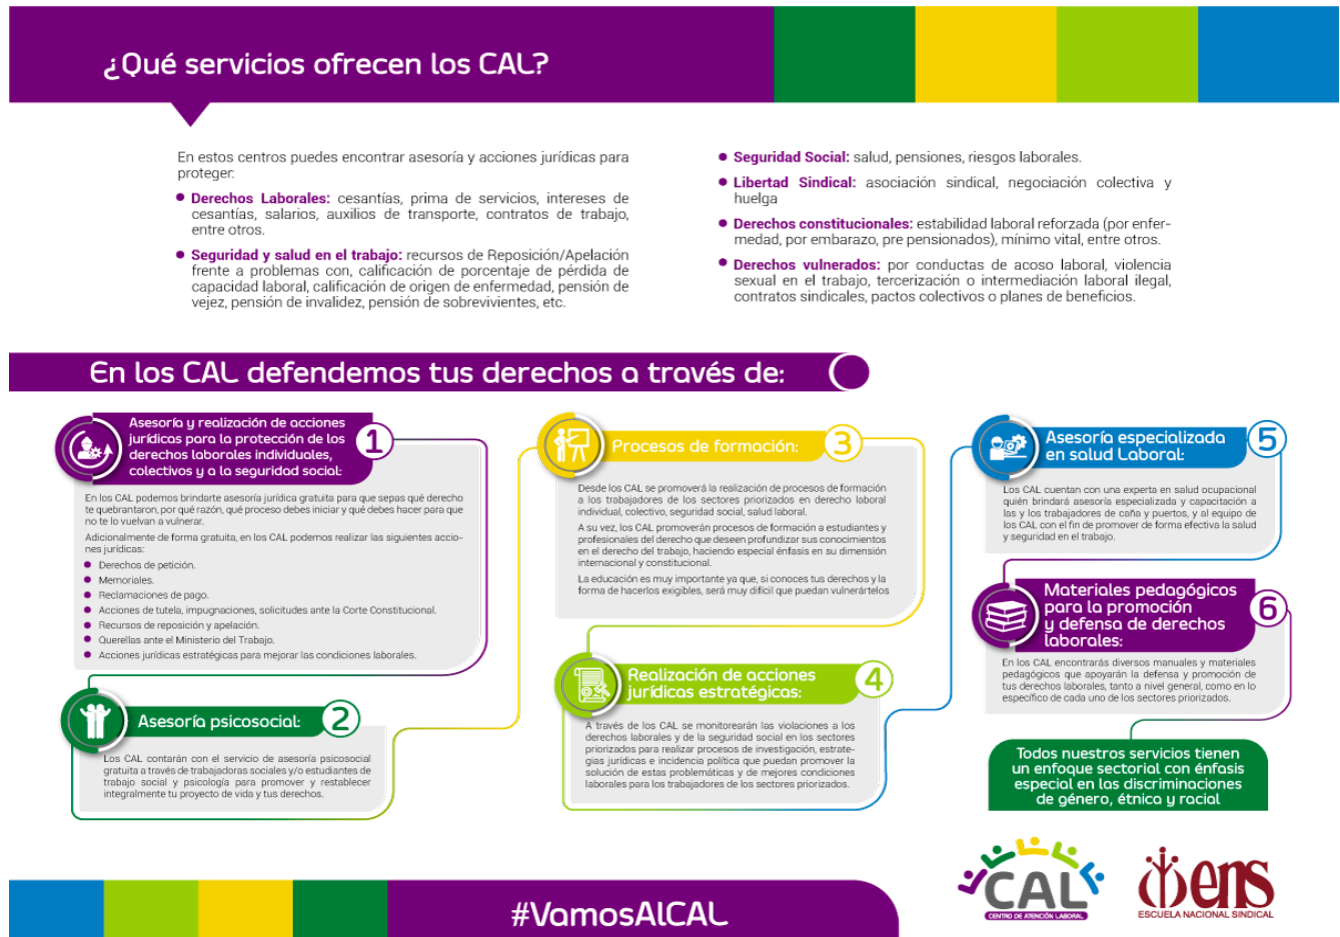 ¿Qué servicios ofrecen los CAL?
En estos centros puedes encontrar asesoría y acciones jurídicas para
proteger:
Derechos Laborales: cesantías, prima de servicios, intereses de
cesantías, salarios, auxilios de transporte, contratos de trabajo,
entre otros.
Seguridad y salud en el trabajo: recursos de Reposición/Apelación
frente a problemas con, calificación de porcentaje de pérdida de
capacidad laboral, calificación de origen de enfermedad, pensión de
vejez, pensión de invalidez, pensión de sobrevivientes, etc.
Seguridad Social: salud, pensiones, riesgos laborales.
Libertad Sindical: asociación sindical, negociación colectiva y
huelga
Derechos constitucionales: estabilidad laboral reforzada (por enfer-
medad, por embarazo, pre pensionados), mínimo vital, entre otros.
Derechos vulnerados: por conductas de acoso laboral, violencia
sexual en el trabajo, tercerización o intermediación laboral ilegal,
contratos sindicales, pactos colectivos o planes de beneficios.
En los CAL defendemos tus derechos a través de:
Asesoría y realización de acciones
jurídicas para la protección de los
derechos laborales individuales,
colectivos y a la seguridad social:
1
En los CAL podemos brindarte asesoría jurídica gratuita para que sepas qué derecho
te quebrantaron, por qué razón, qué proceso debes iniciar y qué debes hacer para que
no te lo vuelvan a vulnerar.
Adicionalmente de forma gratuita, en los CAL podemos realizar las siguientes accio-
nes jurídicas:
Derechos de petición.
Memoriales.
Reclamaciones de pago.
Acciones de tutela, impugnaciones, solicitudes ante la Corte Constitucional.
Recursos de reposición y apelación.
Querellas ante el Ministerio del Trabajo.
Acciones jurídicas estratégicas para mejorar las condiciones laborales.
Asesoría psicosocial:
2
Los CAL contarán con el servicio de asesoría psicosocial
gratuita a través de trabajadoras sociales y/o estudiantes de
trabajo social y psicología para promover y restablecer
integralmente tu proyecto de vida y tus derechos.
Procesos de formación:
3
Desde los CAL se promoverá la realización de procesos de formación
a los trabajadores de los sectores priorizados en derecho laboral
individual, colectivo, seguridad social, salud laboral.
A su vez, los CAL promoverán procesos de formación a estudiantes y
profesionales del derecho que deseen profundizar sus conocimientos
en el derecho del trabajo, haciendo especial énfasis en su dimensión
internacional y constitucional.
La educación es muy importante ya que, si conoces tus derechos y la
forma de hacerlos exigibles, será muy difícil que puedan vulnerártelos
Realización de acciones
jurídicas estratégicas:
4
A través de los CAL se monitorearán las violaciones a los
derechos laborales y de la seguridad social en los sectores
priorizados para realizar procesos de investigación, estrate-
gias jurídicas e incidencia política que puedan promover la
solución de estas problemáticas y de mejores condiciones
laborales para los trabajadores de los sectores priorizados.
Asesoría especializada
en salud Laboral:
5
Los CAL cuentan con una experta en salud ocupacional
quién brindará asesoría especializada y capacitación a
las y los trabajadores de caña y puertos, y al equipo de
los CAL con el fin de promover de forma efectiva la salud
y seguridad en el trabajo.
Materiales pedagógicos
para la promoción
y defensa de derechos
laborales:
6
En los CAL encontrarás diversos manuales y materiales
pedagógicos que apoyarán la defensa y promoción de
tus derechos laborales, tanto a nivel general, como en lo
específico de cada uno de los sectores priorizados.
Todos nuestros servicios tienen
un enfoque sectorial con énfasis
especial en las discriminaciones
de género, étnica y racial
CAL
CENTRO DE ATENCIÓN LABORAL
ens
ESCUELA NACIONAL SINDICAL
#VamosAlCAL